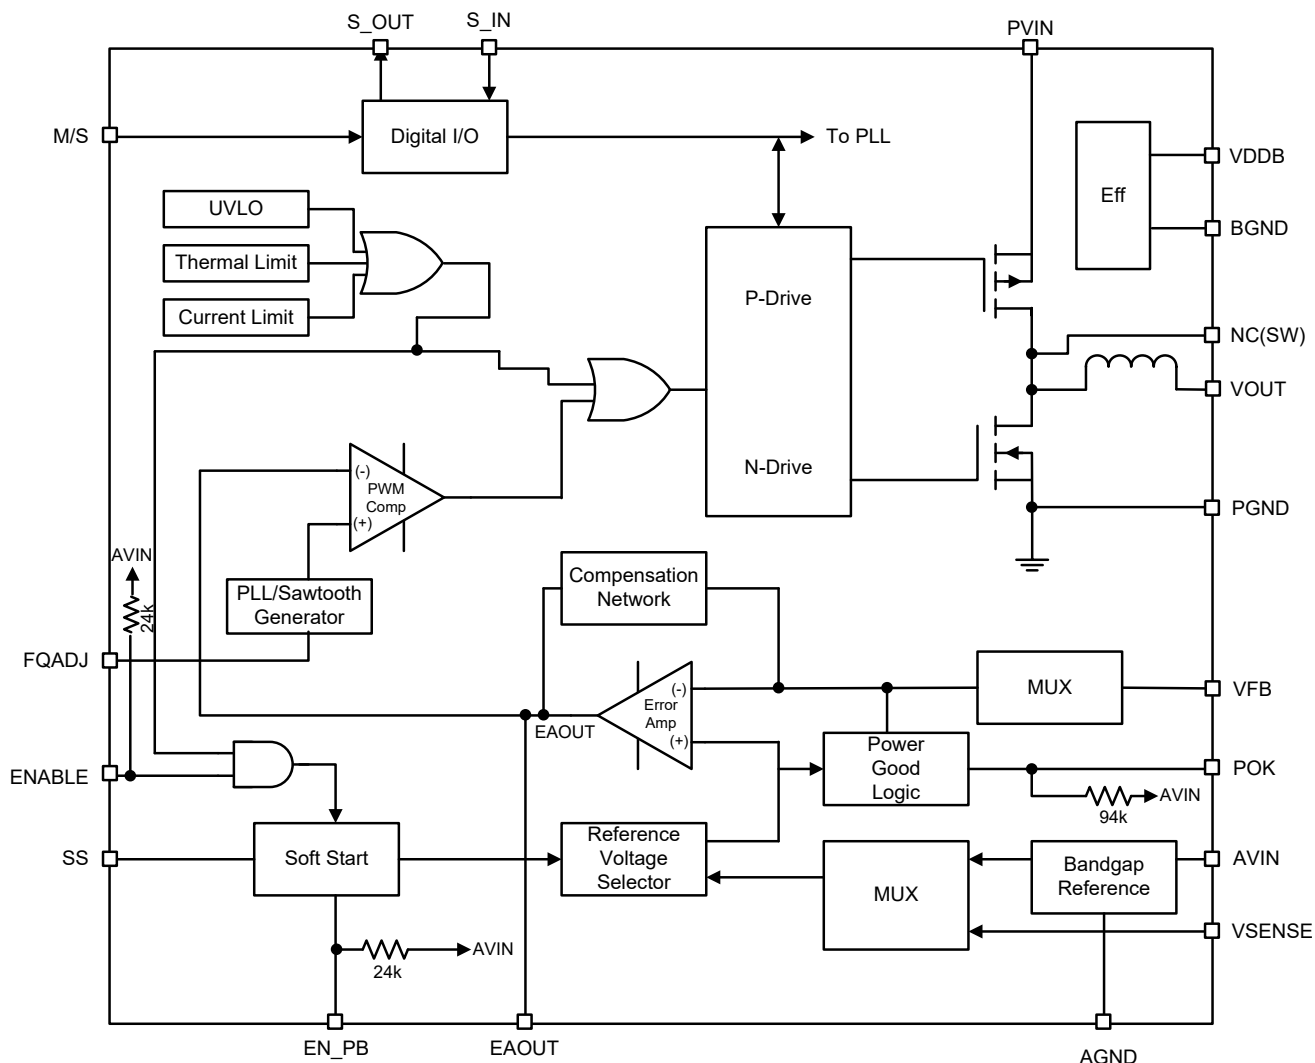 S_OUT
S_IN
PVIN
M/S
Digital I/O
To PLL
VDDB
Eff
BGND
UVLO
Thermal Limit
Current Limit
P-Drive
NC(SW)
VOUT
N-Drive
(-)
PWM
Comp
(+)
PGND
AVIN
24k
PLL/Sawtooth
Generator
Compensation
Network
FQADJ
MUX
VFB
(-)
Error
Amp
(+)
EAOUT
Power
Good
Logic
POK
AVIN
94k
ENABLE
SS
Soft Start
Reference
Voltage
Selector
MUX
Bandgap
Reference
AVIN
VSENSE
AVIN
24k
EN_PB
EAOUT
AGND